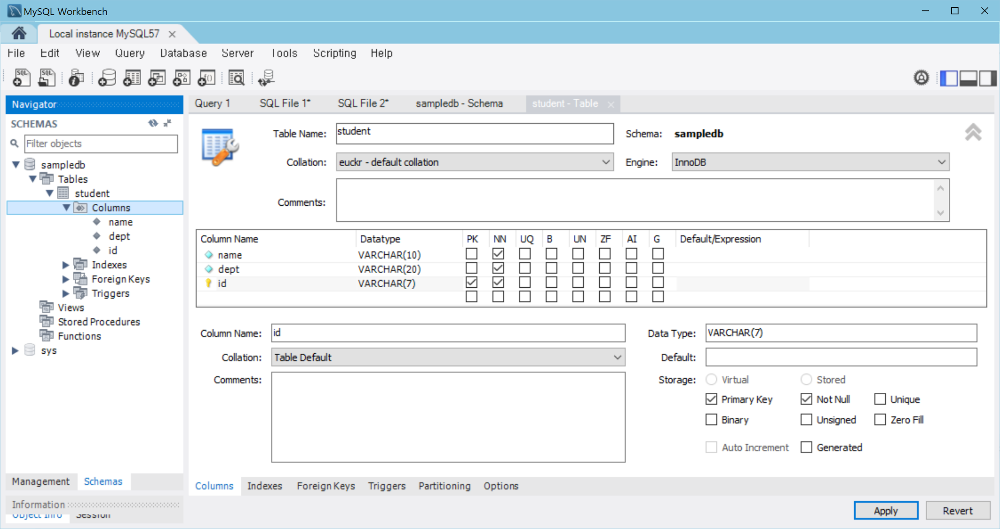 MySQL Workbench
Local instance MySQL57
File Edit View Query Database Server Tools Scripting Help
Navigator
SCHEMAS
Filter objects
sampledb
Tables
student
Columns
name
dept
id
Indexes
Foreign Keys
Triggers
Views
Stored Procedures
Functions
sys
Management Schemas
Information
Object Info Session
Query 1 SQL File 1* SQL File 2* sampledb - Schema student - Table
Table Name: student Schema: sampledb
Collation: euckr - default collation Engine: InnoDB
Comments:
Column Name Datatype PK NN UQ B UN ZF AI G Default/Expression
name VARCHAR(10)
dept VARCHAR(20)
id VARCHAR(7)
Column Name: id Data Type: VARCHAR(7)
Collation: Table Default Default:
Comments: Storage: Virtual Stored
Primary Key Not Null Unique
Binary Unsigned Zero Fill
Auto Increment Generated
Columns Indexes Foreign Keys Triggers Partitioning Options
Apply Revert